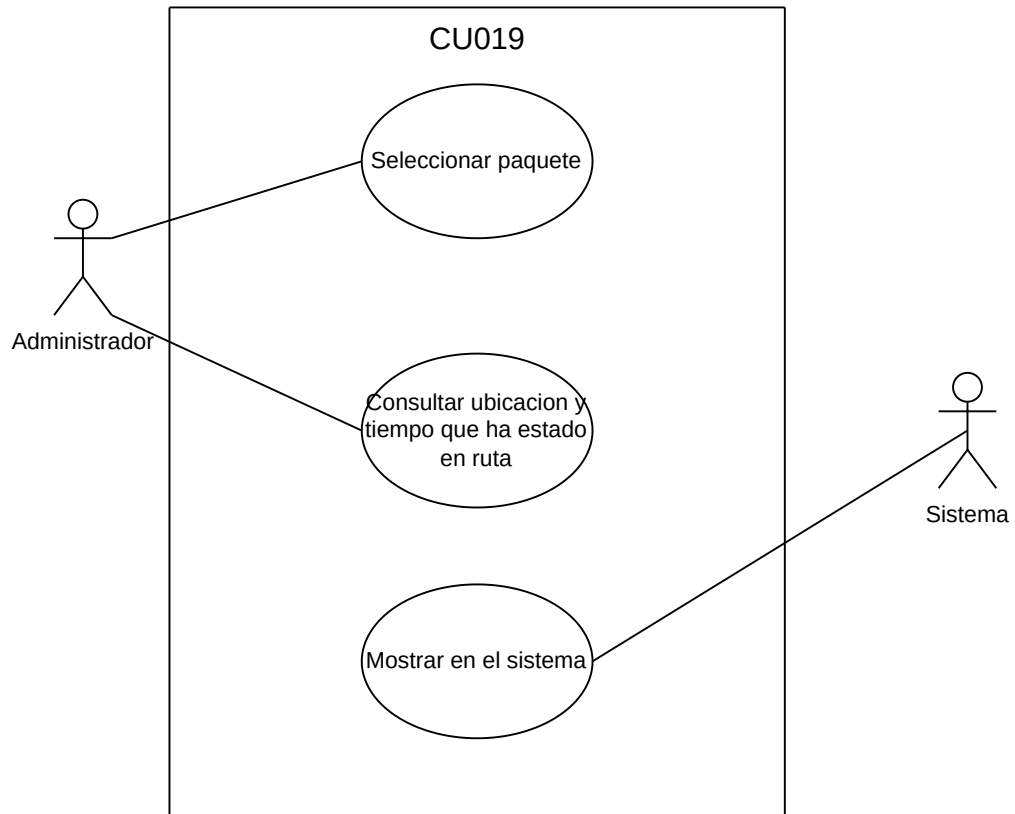 CU019
Seleccionar paquete
Administrador
Consultar ubicacion y
tiempo que ha estado
en ruta
Sistema
Mostrar en el sistema